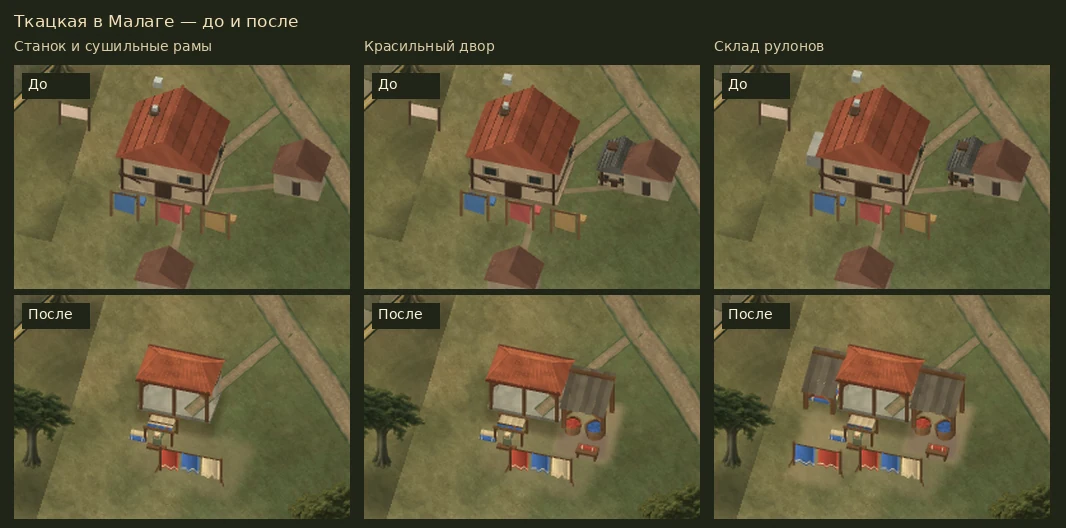 Ткацкая в Малаге — до и после
Станок и сушильные рамы
Красильный двор
Склад рулонов
До
До
До
После
После
После